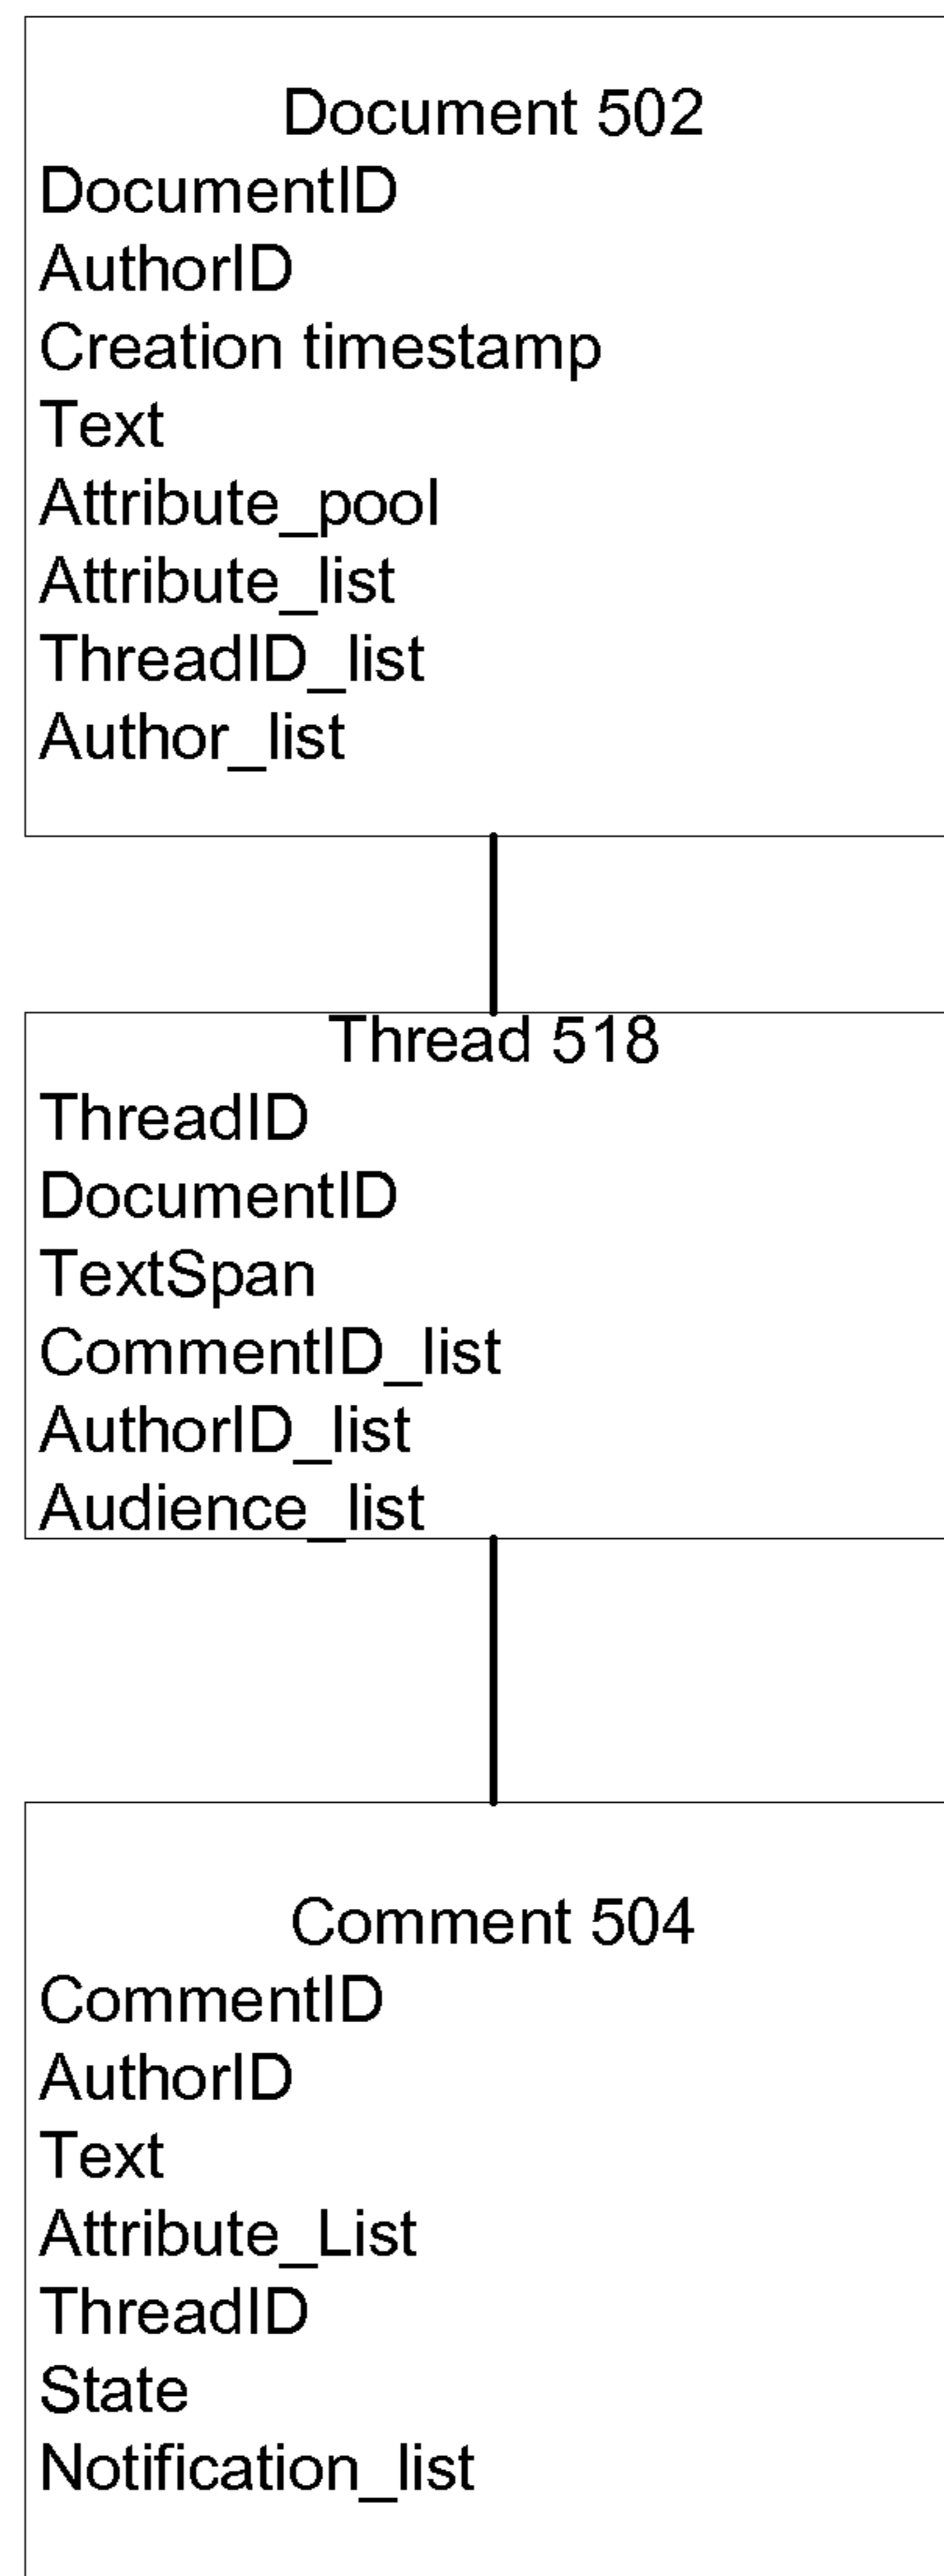 Document 502
DocumentID
AuthorID
Creation timestamp
Text
Attribute_pool
Attribute_list
ThreadID_list
Author_list
Thread 518
ThreadID
DocumentID
TextSpan
CommentID_list
AuthorID_list
Audience_list
Comment 504
CommentID
AuthorID
Text
Attribute_List
ThreadID
State
Notification_list